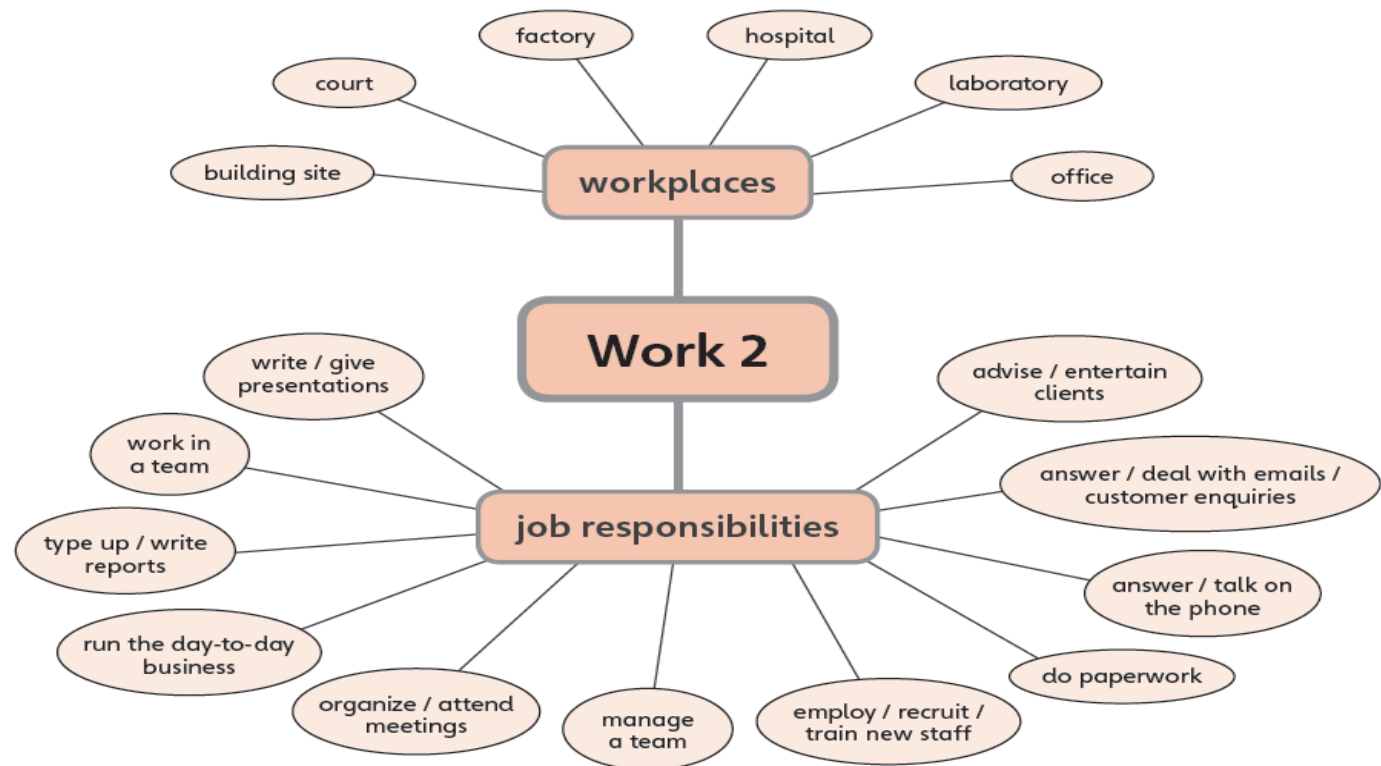 factory
hospital
court
laboratory
building site
workplaces
office
Work 2
write / give
presentations
advise / entertain
clients
work in
a team
answer / deal with emails /
customer enquiries
job responsibilities
type up / write
reports
answer / talk on
the phone
run the day-to-day
business
do paperwork
organize / attend
meetings
manage
a team
employ / recruit /
train new staff